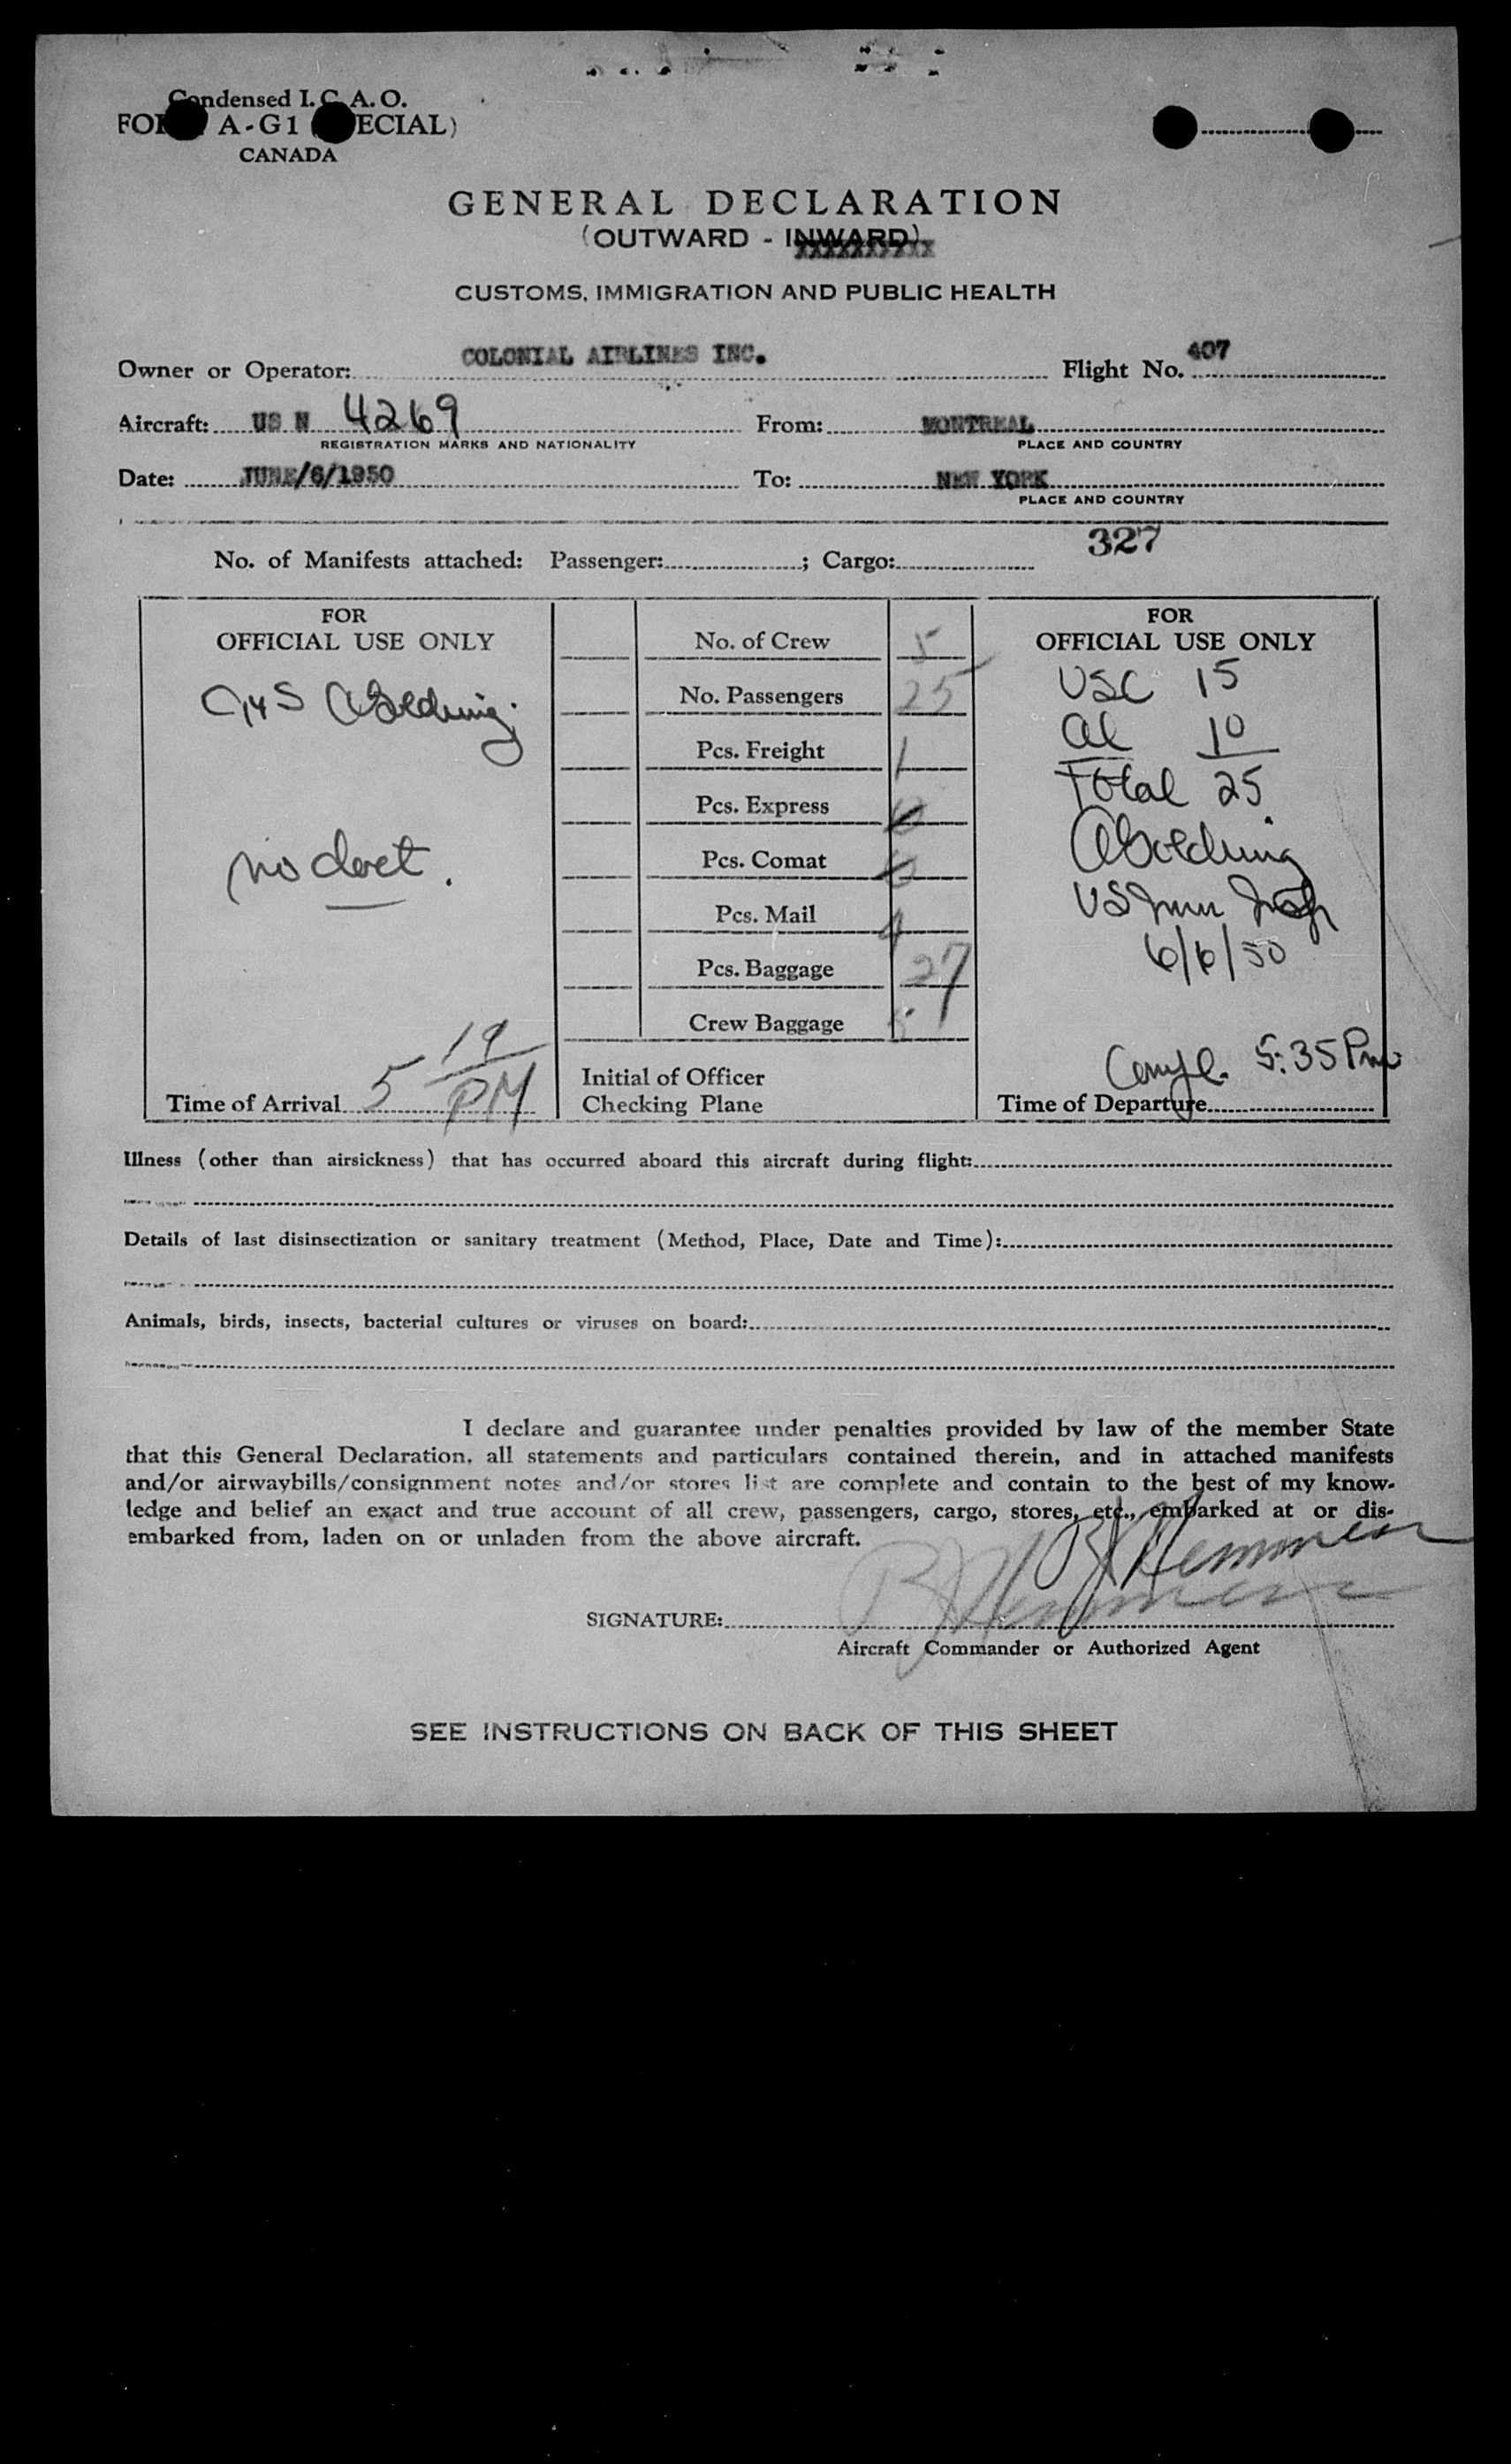 Condensed I. C. A. O.
A-G1 ECIAL)
CANADA
GENERAL DECLARATION
(OUTWARD - INWARD)
CUSTOMS, IMMIGRATION AND PUBLIC HEALTH
Owner or Operator: COLONIAL AIRLINES INC. Flight No. 407
Aircraft: US N 4269 From: MONTREAL
REGISTRATION MARKS AND NATIONALITY PLACE AND COUNTRY
Date: JUNE/6/1950 To: NEW YORK
PLACE AND COUNTRY
327
No. of Manifests attached: Passenger: ; Cargo:
FOR
OFFICIAL USE ONLY
no
Time of Arrival 5 19 PM
No. of Crew 5
No. Passengers 25
Pcs. Freight 1
Pcs. Express 0
Pcs. Comat 0
Pcs. Mail 4
Pcs. Baggage 27
Crew Baggage 5
Initial of Officer
Checking Plane
FOR
OFFICIAL USE ONLY
USC 15
al 10
Total 25
US Imm Insp
6/6/50
5:35 Pm
Time of Departure
Illness (other than airsickness) that has occurred aboard this aircraft during flight:
Details of last disinsectization or sanitary treatment (Method, Place, Date and Time):
Animals, birds, insects, bacterial cultures or viruses on board:
I declare and guarantee under penalties provided by law of the member State
that this General Declaration, all statements and particulars contained therein, and in attached manifests
and/or airwaybills/consignment notes and/or stores list are complete and contain to the best of my know-
ledge and belief an exact and true account of all crew, passengers, cargo, stores, etc., embarked at or dis-
embarked from, laden on or unladen from the above aircraft.
SIGNATURE:
Aircraft Commander or Authorized Agent
SEE INSTRUCTIONS ON BACK OF THIS SHEET